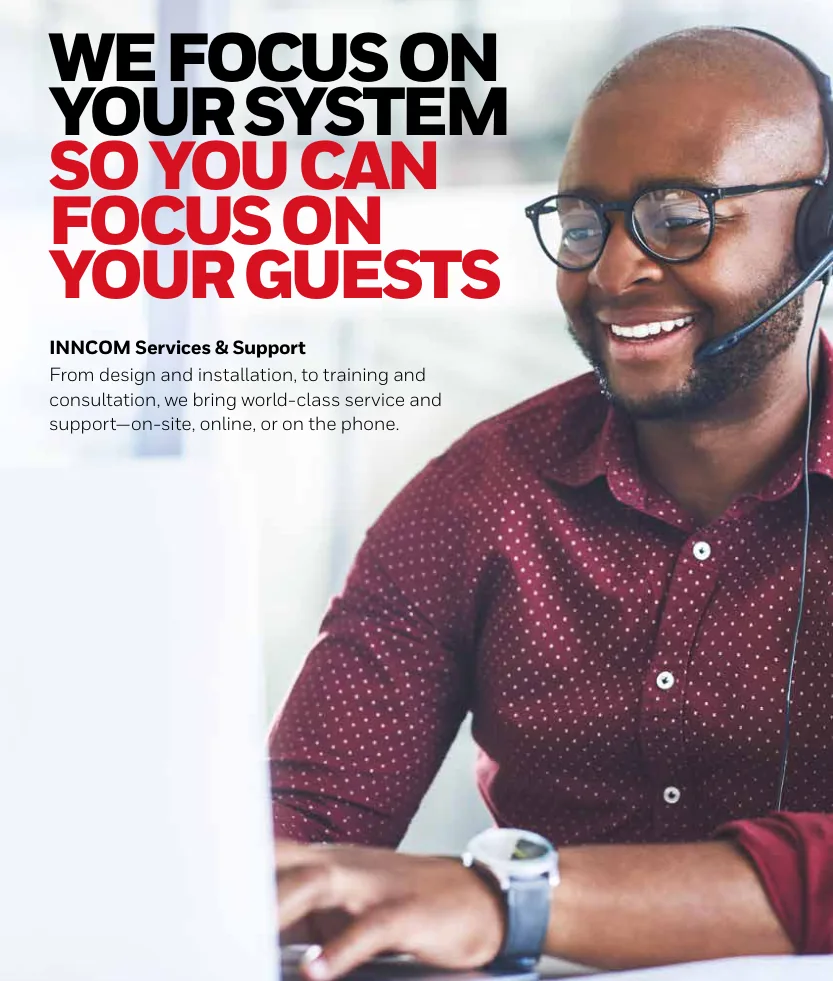 WE FOCUS ON
YOUR SYSTEM
SO YOU CAN
FOCUS ON
YOUR GUESTS
INNCOM Services & Support
From design and installation, to training and
consultation, we bring world-class service and
support—on-site, online, or on the phone.